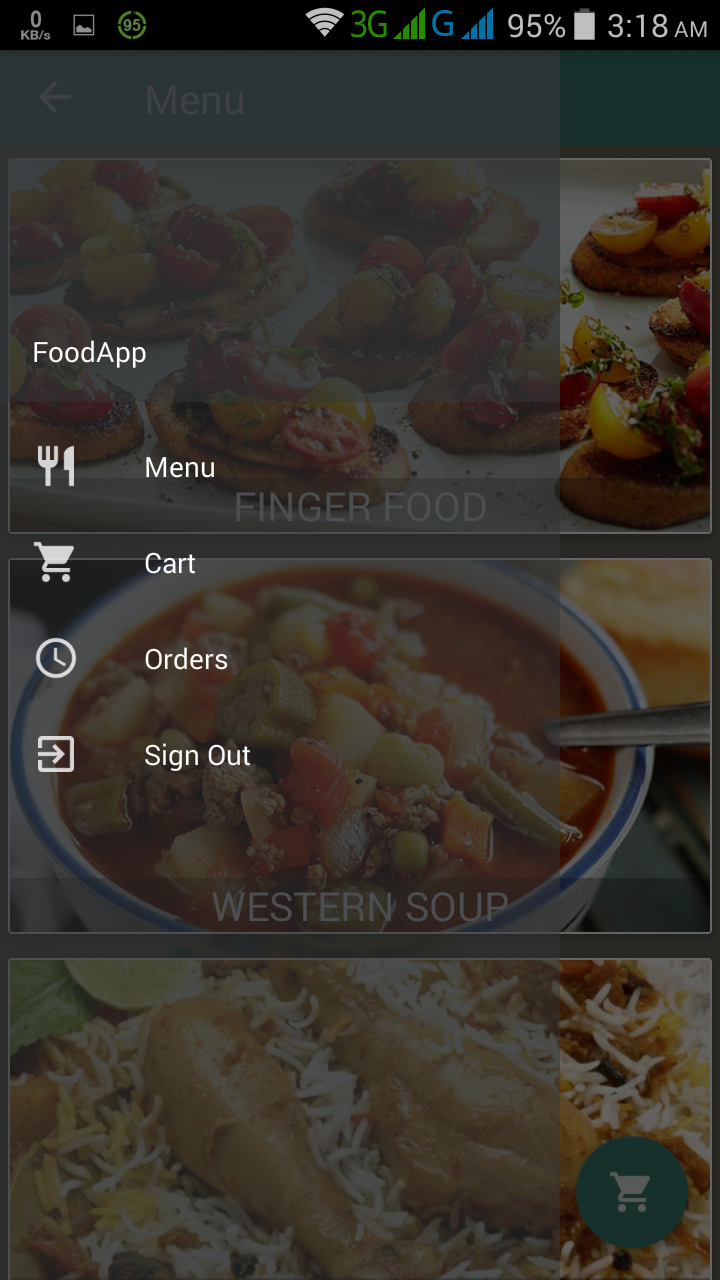 0
KB/s
95
3G
G
95%
3:18 AM
Menu
FoodApp
Menu
FINGER FOOD
Cart
Orders
Sign Out
WESTERN SOUP